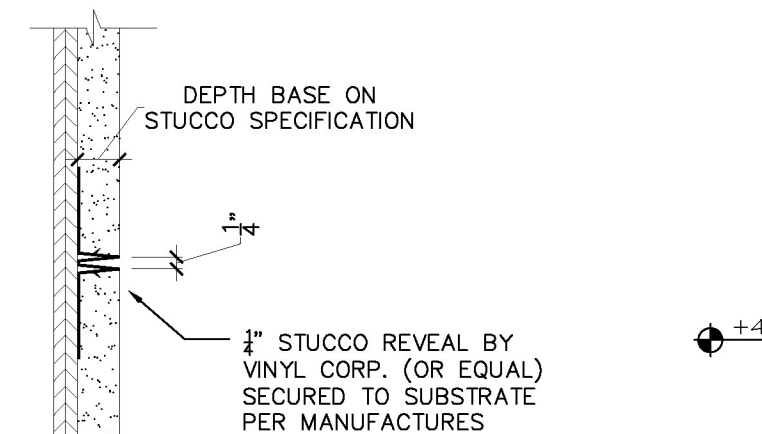 DEPTH BASE ON
STUCCO SPECIFICATION
1/4"
1/4" STUCCO REVEAL BY
VINYL CORP. (OR EQUAL)
SECURED TO SUBSTRATE
PER MANUFACTURES
+4